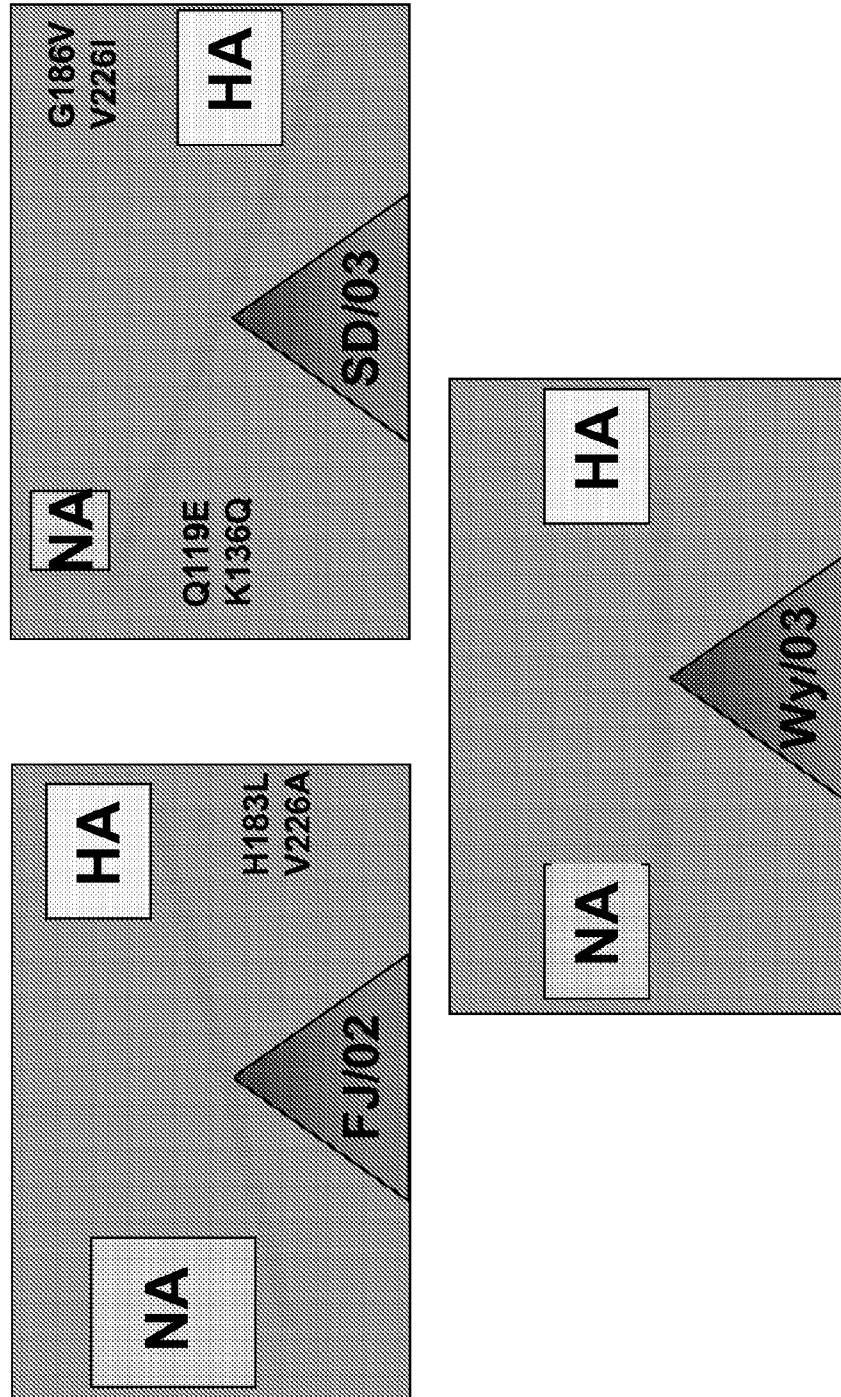 NA
HA
H183L
V226A
FJ/02
NA
Q119E
K136Q
G186V
V226I
HA
SD/03
NA
HA
Wy/03